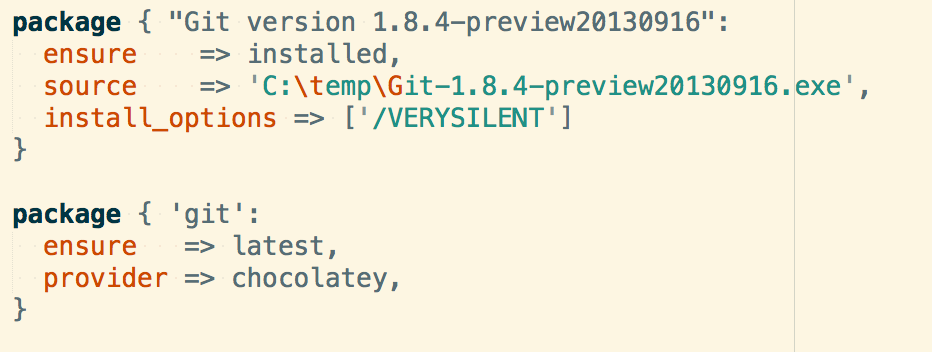 package { "Git version 1.8.4-preview20130916":
  ensure    => installed,
  source    => 'C:\temp\Git-1.8.4-preview20130916.exe',
  install_options => ['/VERYSILENT']
}

package { 'git':
  ensure   => latest,
  provider => chocolatey,
}